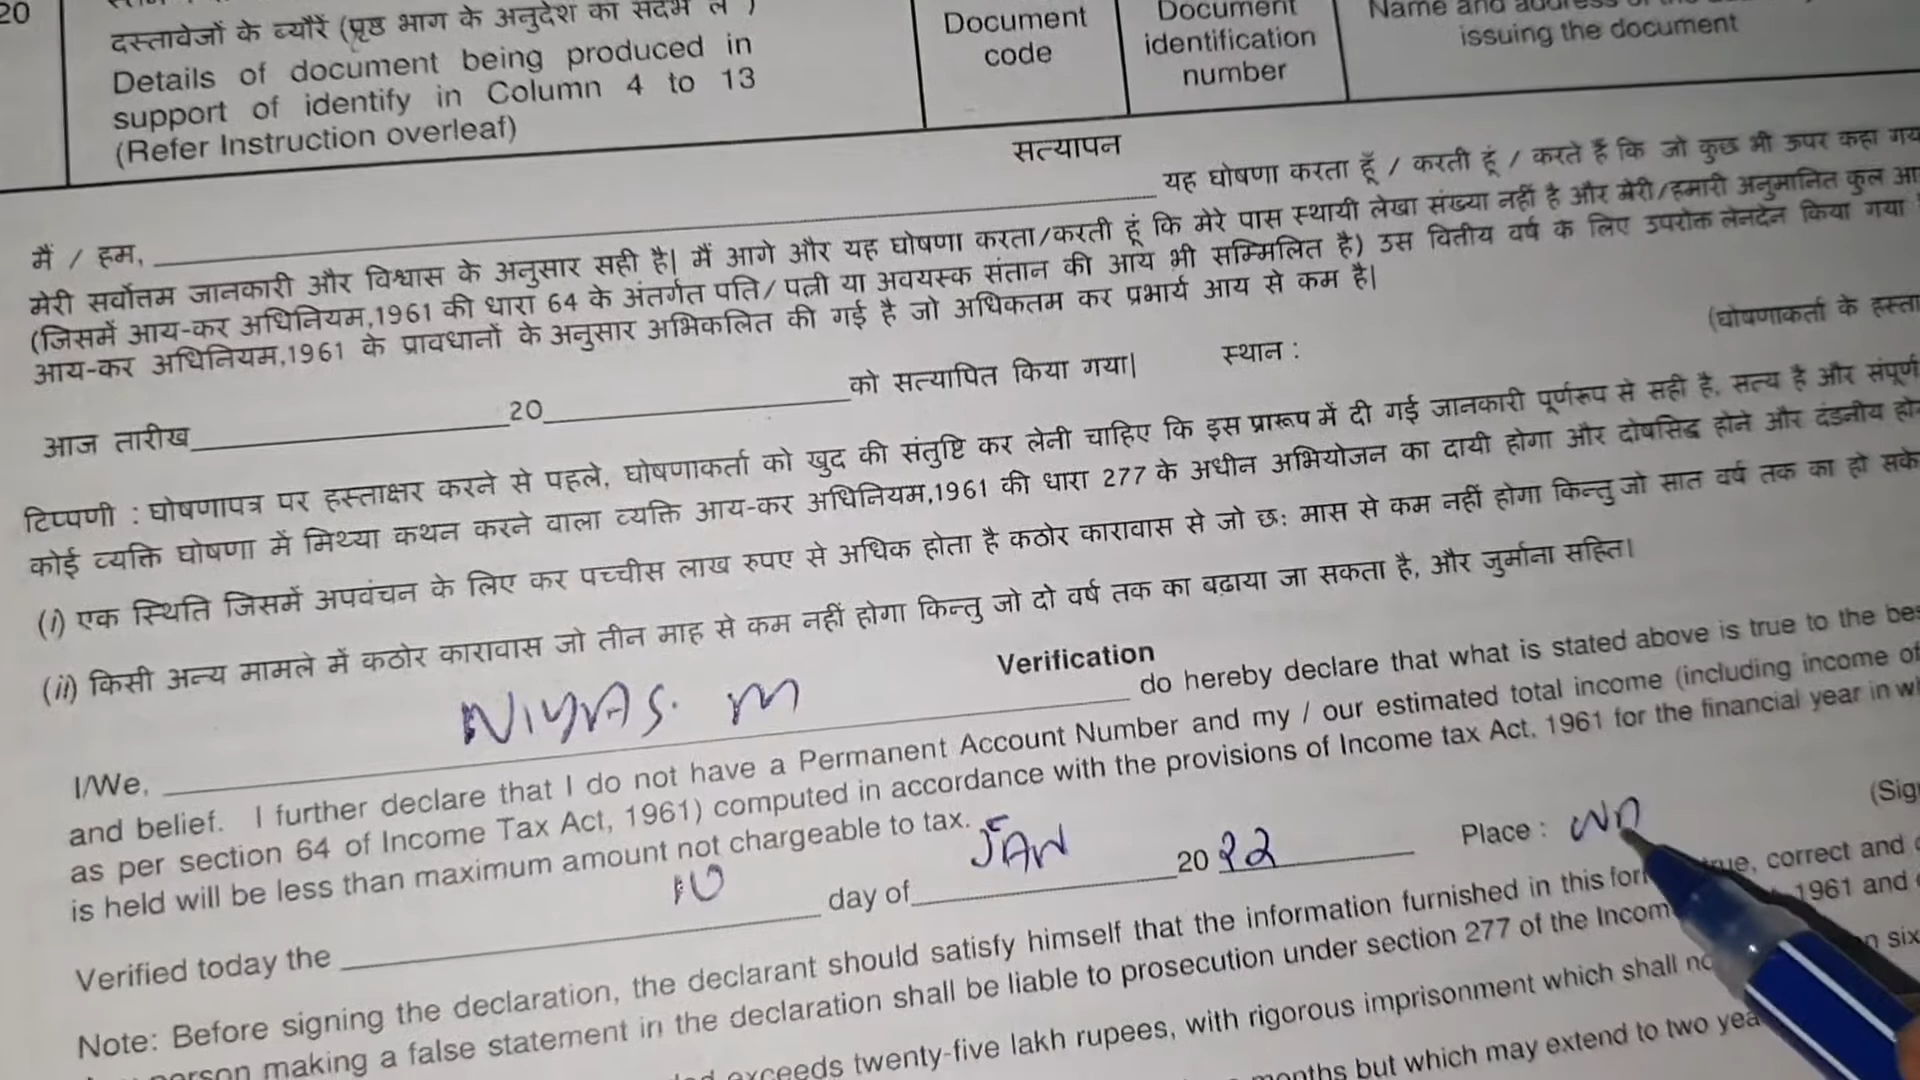 20
दस्तावेजों के ब्यौरें (पृष्ठ भाग के अनुदेश का संदर्भ लें )
Details of document being produced in
support of identify in Column 4 to 13
(Refer Instruction overleaf)
Document
code
Document
identification
number
Name and address of the
issuing the document
सत्यापन
मैं / हम, यह घोषणा करता हूँ / करती हूं / करते हैं कि जो कुछ भी ऊपर कहा गया
मेरी सर्वोत्तम जानकारी और विश्वास के अनुसार सही है| मैं आगे और यह घोषणा करता/करती हूं कि मेरे पास स्थायी लेखा संख्या नहीं है और मेरी/हमारी अनुमानित कुल
(जिसमें आय-कर अधिनियम,1961 की धारा 64 के अंतर्गत पति/ पत्नी या अवयस्क संतान की आय भी सम्मिलित है) उस वितीय वर्ष के लिए उपरोक्त लेनदेन किया गया
आय-कर अधिनियम,1961 के प्रावधानों के अनुसार अभिकलित की गई है जो अधिकतम कर प्रभार्य आय से कम है|
(घोषणाकर्ता के
आज तारीख 20 को सत्यापित किया गया| स्थान :
टिप्पणी : घोषणापत्र पर हस्ताक्षर करने से पहले, घोषणाकर्ता को खुद की संतुष्टि कर लेनी चाहिए कि इस प्रारूप में दी गई जानकारी पूर्णरूप से सही है, सत्य है और संपूर्ण
कोई व्यक्ति घोषणा में मिथ्या कथन करने वाला व्यक्ति आय-कर अधिनियम,1961 की धारा 277 के अधीन अभियोजन का दायी होगा और दोषसिद्ध होने और दंडनीय
(i) एक स्थिति जिसमें अपवंचन के लिए कर पच्चीस लाख रुपए से अधिक होता है कठोर कारावास से जो छः मास से कम नहीं होगा किन्तु जो सात वर्ष तक का हो सके
(ii) किसी अन्य मामले में कठोर कारावास जो तीन माह से कम नहीं होगा किन्तु जो दो वर्ष तक का बढ़ाया जा सकता है, और जुर्माना सहित।
Verification
I/We, NIYAS. M do hereby declare that what is stated above is true to the
and belief. I further declare that I do not have a Permanent Account Number and my / our estimated total income (including income of
as per section 64 of Income Tax Act, 1961) computed in accordance with the provisions of Income tax Act, 1961 for the financial year in
is held will be less than maximum amount not chargeable to tax.
Verified today the 10 day of JAN 20 22 Place :
Note: Before signing the declaration, the declarant should satisfy himself that the information furnished in this correct and
person making a false statement in the declaration shall be liable to prosecution under section 277 of the 1961 and
exceeds twenty-five lakh rupees, with rigorous imprisonment which shall six
months but which may extend to two